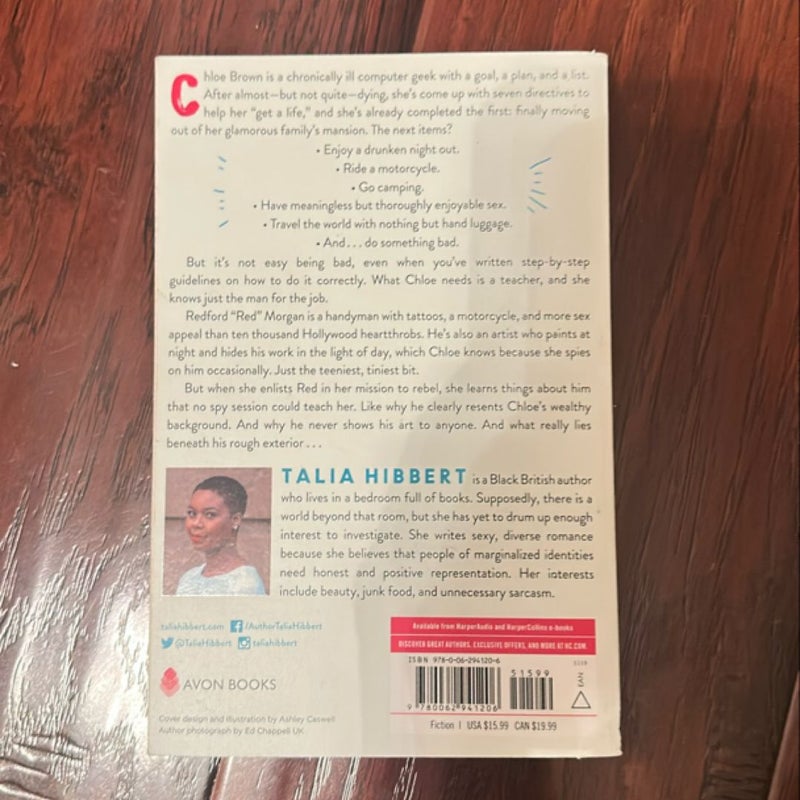 Chloe Brown is a chronically ill computer geek with a goal, a plan, and a list.
After almost—but not quite—dying, she's come up with seven directives to
help her "get a life," and she's already completed the first: finally moving
out of her glamorous family's mansion. The next items?
• Enjoy a drunken night out.
• Ride a motorcycle.
• Go camping.
• Have meaningless but thoroughly enjoyable sex.
• Travel the world with nothing but hand luggage.
• And . . . do something bad.
But it's not easy being bad, even when you've written step-by-step
guidelines on how to do it correctly. What Chloe needs is a teacher, and she
knows just the man for the job.
Redford "Red" Morgan is a handyman with tattoos, a motorcycle, and more sex
appeal than ten thousand Hollywood heartthrobs. He's also an artist who paints at
night and hides his work in the light of day, which Chloe knows because she spies
on him occasionally. Just the teeniest, tiniest bit.
But when she enlists Red in her mission to rebel, she learns things about him
that no spy session could teach her. Like why he clearly resents Chloe's wealthy
background. And why he never shows his art to anyone. And what really lies
beneath his rough exterior . . .
TALIA HIBBERT is a Black British author
who lives in a bedroom full of books. Supposedly, there is a
world beyond that room, but she has yet to drum up enough
interest to investigate. She writes sexy, diverse romance
because she believes that people of marginalized identities
need honest and positive representation. Her interests
include beauty, junk food, and unnecessary sarcasm.
taliahibbert.com /AuthorTaliaHibbert
@TaliaHibbert taliahibbert
AVON BOOKS
Cover design and illustration by Ashley Caswell
Author photograph by Ed Chappell UK
Available from HarperAudio and HarperCollins e-books
DISCOVER GREAT AUTHORS, EXCLUSIVE OFFERS, AND MORE AT HC.COM.
ISBN 978-0-06-294120-6
51599
9 780062 941206
EAN
Fiction | USA $15.99 CAN $19.99